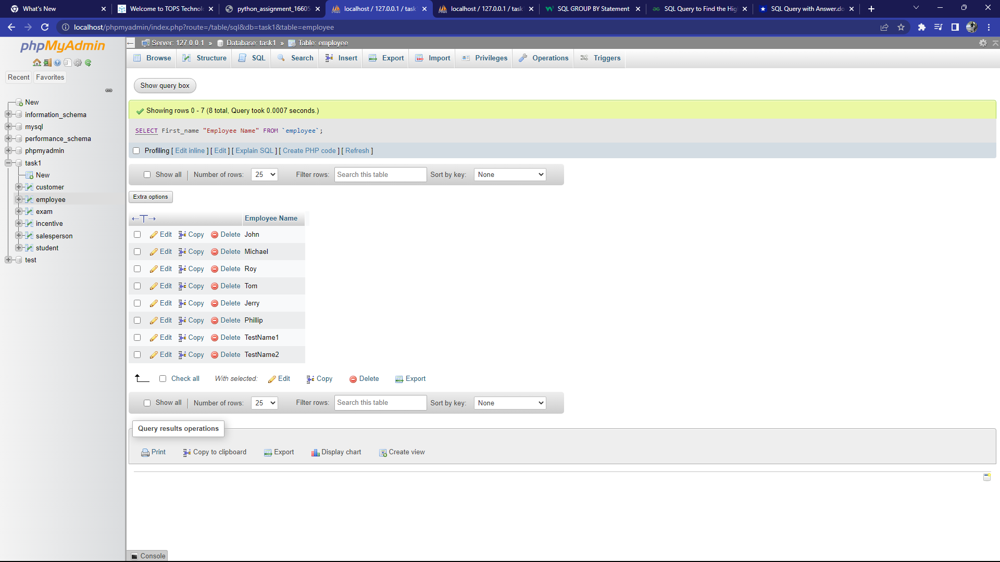 What's New
Welcome to TOPS Technol
python_assignment_16605
localhost / 127.0.0.1 / task
localhost / 127.0.0.1 / task
SQL GROUP BY Statement
SQL Query to Find the Hig
SQL Query with Answer.do
localhost/phpmyadmin/index.php?route=/table/sql&db=task1&table=employee
phpMyAdmin
Recent
Favorites
New
information_schema
mysql
performance_schema
phpmyadmin
task1
New
customer
employee
exam
incentive
salesperson
student
test
Server: 127.0.0.1 » Database: task1 » Table: employee
Browse
Structure
SQL
Search
Insert
Export
Import
Privileges
Operations
Triggers
Show query box
Showing rows 0 - 7 (8 total, Query took 0.0007 seconds.)
SELECT First_name "Employee Name" FROM `employee`;
Profiling [ Edit inline ] [ Edit ] [ Explain SQL ] [ Create PHP code ] [ Refresh ]
Show all | Number of rows: 25 Filter rows: Search this table Sort by key: None
Extra options
←T→ Employee Name
Edit Copy Delete John
Edit Copy Delete Michael
Edit Copy Delete Roy
Edit Copy Delete Tom
Edit Copy Delete Jerry
Edit Copy Delete Phillip
Edit Copy Delete TestName1
Edit Copy Delete TestName2
Check all With selected: Edit Copy Delete Export
Show all | Number of rows: 25 Filter rows: Search this table Sort by key: None
Query results operations
Print Copy to clipboard Export Display chart Create view
Console